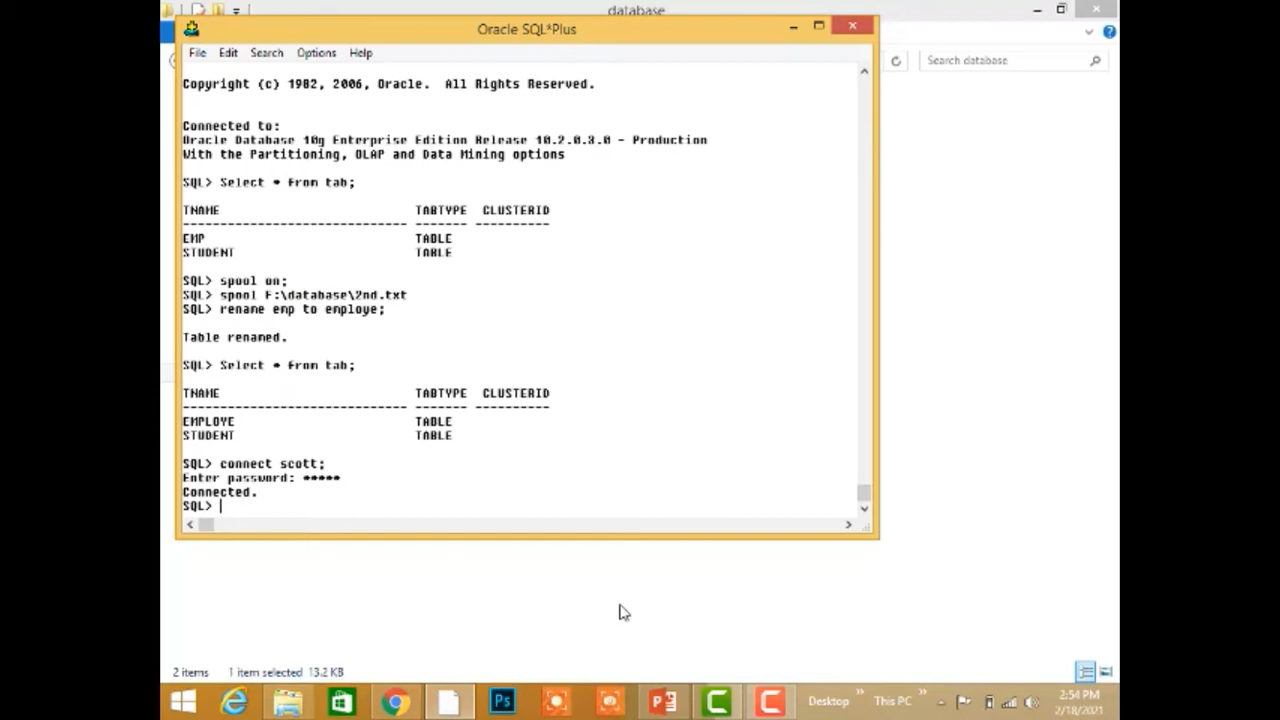 database
Oracle SQL*Plus
File Edit Search Options Help
Search database
Copyright (c) 1982, 2006, Oracle. All Rights Reserved.
Connected to:
Oracle Database 10g Enterprise Edition Release 10.2.0.3.0 - Production
With the Partitioning, OLAP and Data Mining options
SQL> Select * from tab;
TNAME TABTYPE CLUSTERID
------------------------------ ------- ----------
EMP TABLE
STUDENT TABLE
SQL> spool on;
SQL> spool F:\database\2nd.txt
SQL> rename emp to employe;
Table renamed.
SQL> Select * from tab;
TNAME TABTYPE CLUSTERID
------------------------------ ------- ----------
EMPLOYE TABLE
STUDENT TABLE
SQL> connect scott;
Enter password: *****
Connected.
SQL>
2 items 1 item selected 13.2 KB
Ps
Desktop » This PC »
2:54 PM
2/18/2021